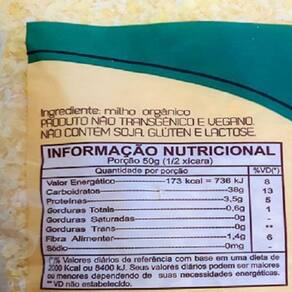 Ingrediente: milho orgânico
PRODUTO NÃO TRANSGÊNICO E VEGANO.
NÃO CONTÉM SOJA, GLÚTEN E LACTOSE.
INFORMAÇÃO NUTRICIONAL
Porção 50g (1/2 xícara)
Quantidade por porção %VD(*)
Valor Energético 173 kcal = 736 kJ 8
Carboidratos 38g 13
Proteínas 3,5g 5
Gorduras Totais 0,6g 1
Gorduras Saturadas 0g -
Gorduras Trans 0g **
Fibra Alimentar 1,4g 6
Sódio 0mg -
(*)% Valores diários de referência com base em uma dieta de
2000 Kcal ou 8400 kJ. Seus valores diários podem ser maiores
ou menores dependendo de suas necessidades energéticas.
** VD não estabelecido.